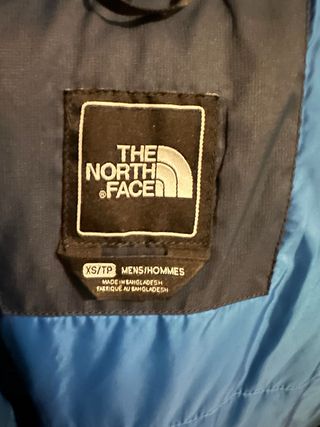 THE
NORTH
®FACE
XS/TP MENS/HOMMES
MADE IN BANGLADESH
FABRIQUÉ AU BANGLADESH